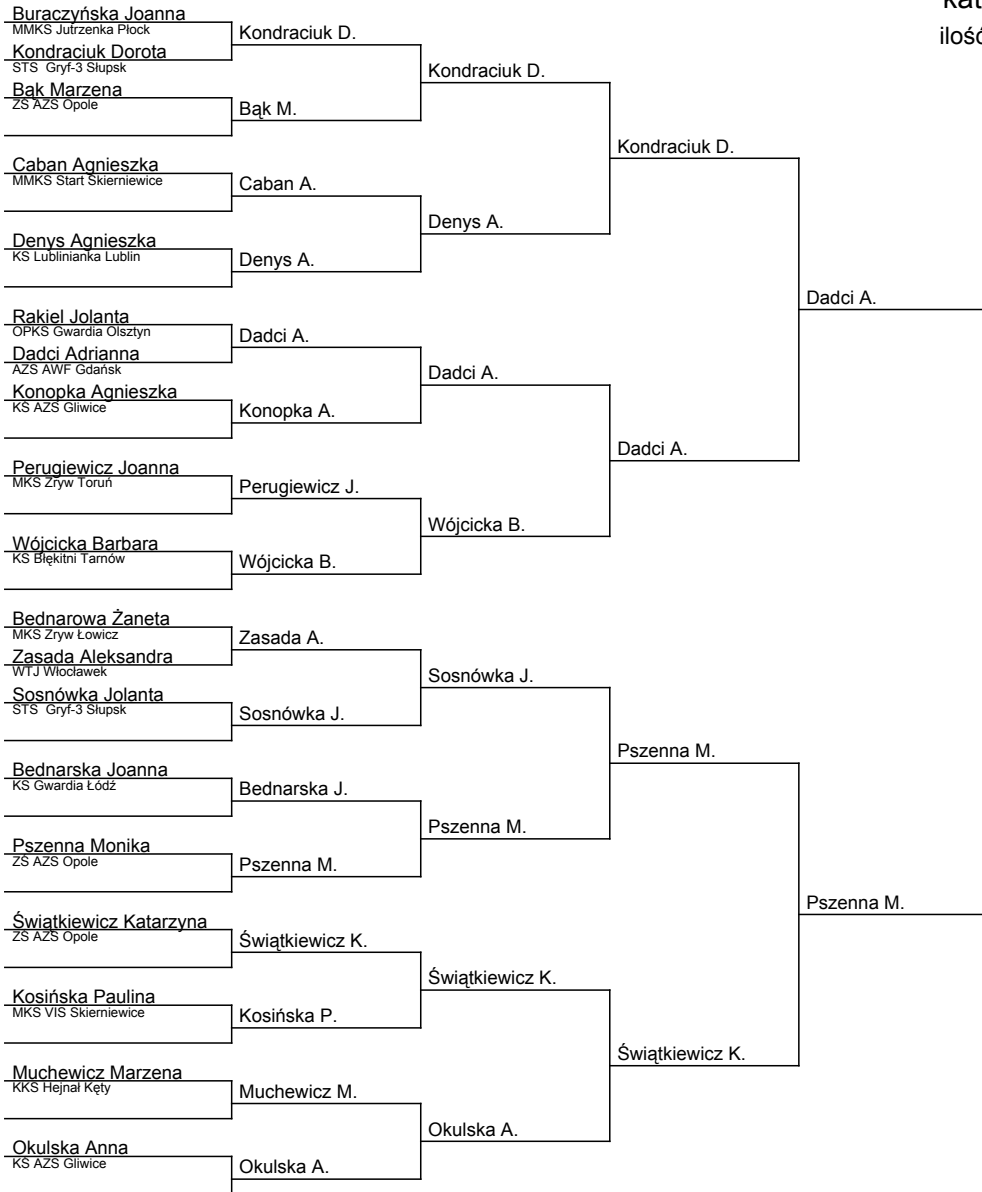 Buraczyńska Joanna
MMKS Jutrzenka Płock
Kondraciuk Dorota
STS Gryf-3 Słupsk
Bąk Marzena
ZS AZS Opole
Caban Agnieszka
MMKS Start Skierniewice
Denys Agnieszka
KS Lublinianka Lublin
Rakiel Jolanta
OPKS Gwardia Olsztyn
Dadci Adrianna
AZS AWF Gdańsk
Konopka Agnieszka
KŚ AZS Gliwice
Perugiewicz Joanna
MKS Zryw Toruń
Wójcicka Barbara
KS Błękitni Tarnów
Bednarowa Żaneta
MKS Zryw Łowicz
Zasada Aleksandra
WTJ Włocławek
Sosnówka Jolanta
STS Gryf-3 Słupsk
Bednarska Joanna
KS Gwardia Łódź
Pszenna Monika
ZS AZS Opole
Świątkiewicz Katarzyna
ZS AZS Opole
Kosińska Paulina
MKS VIS Skierniewice
Muchewicz Marzena
KKS Hejnał Kęty
Okulska Anna
KŚ AZS Gliwice
Kondraciuk D.
Bąk M.
Caban A.
Denys A.
Dadci A.
Konopka A.
Perugiewicz J.
Wójcicka B.
Zasada A.
Sosnówka J.
Bednarska J.
Pszenna M.
Świątkiewicz K.
Kosińska P.
Muchewicz M.
Okulska A.
Kondraciuk D.
Denys A.
Dadci A.
Wójcicka B.
Sosnówka J.
Pszenna M.
Świątkiewicz K.
Okulska A.
Kondraciuk D.
Dadci A.
Pszenna M.
Świątkiewicz K.
Dadci A.
Pszenna M.
kat
ilość